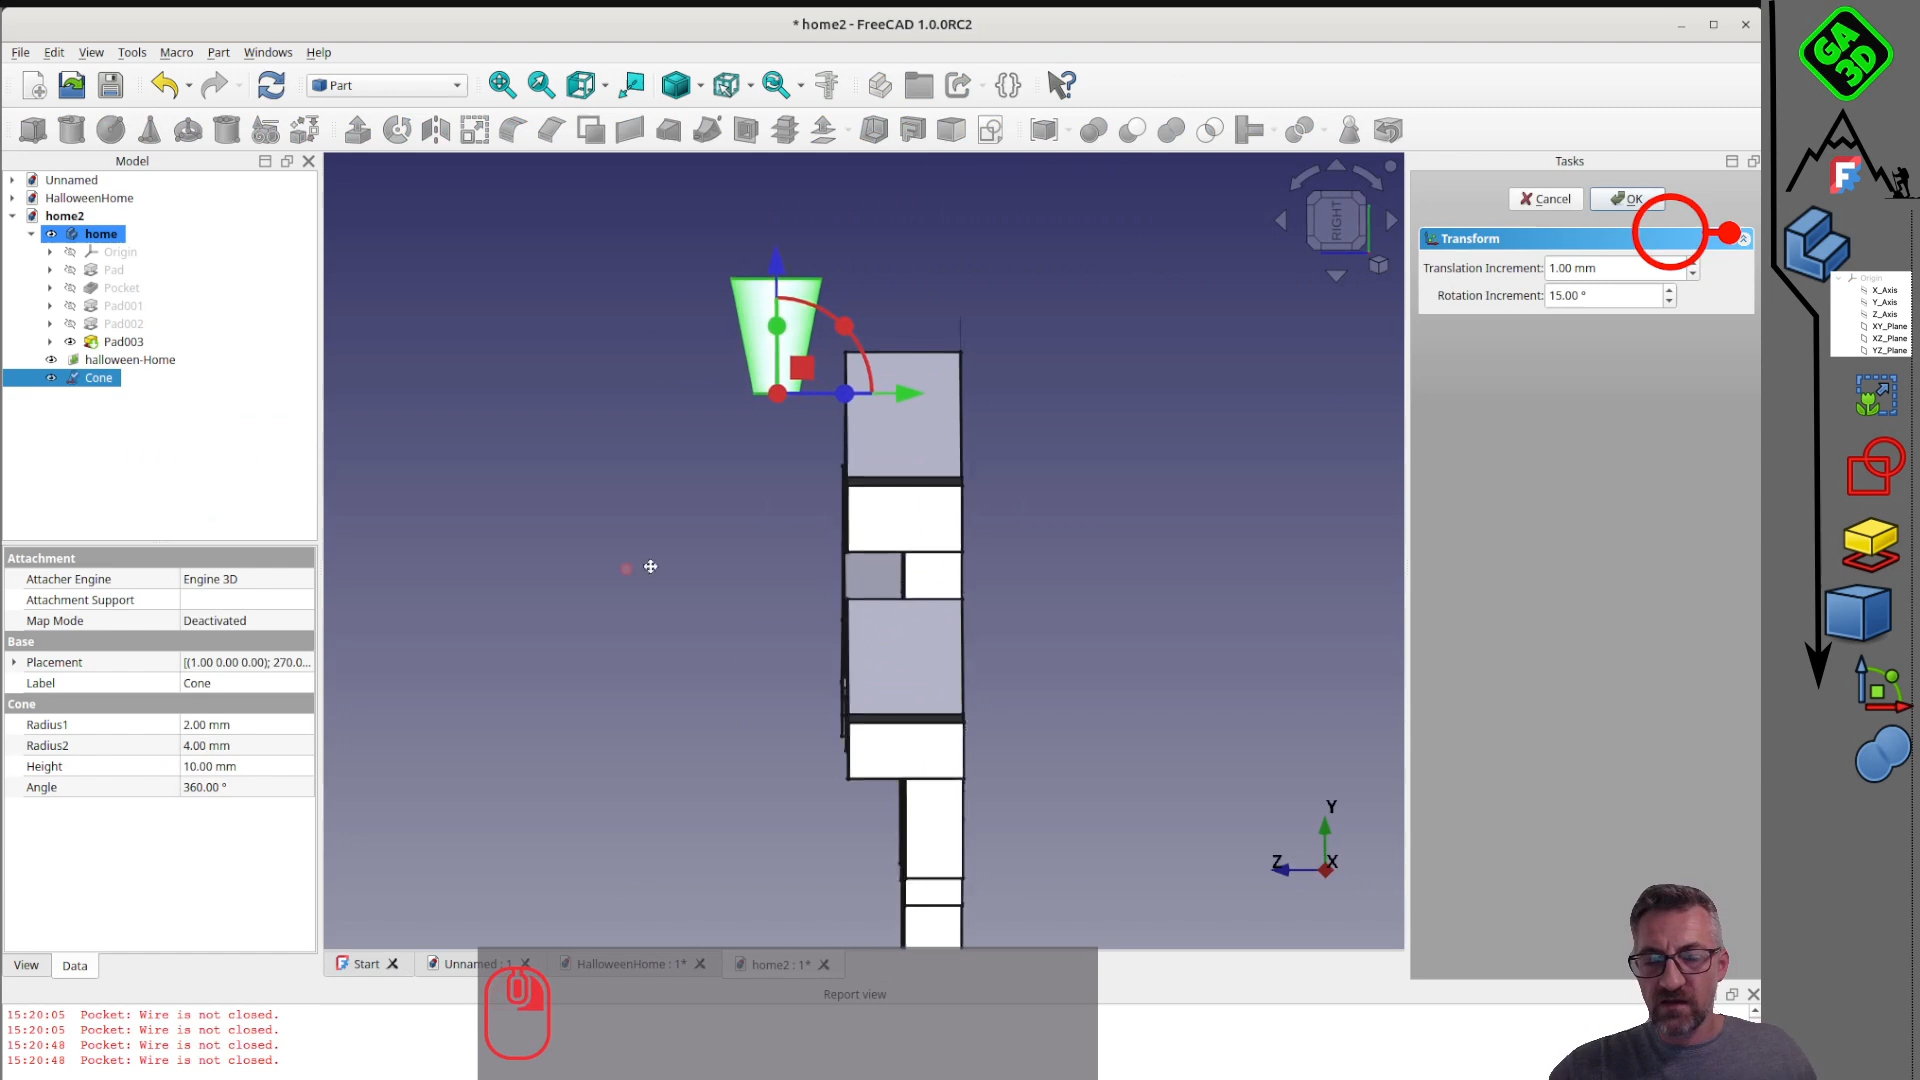 * home2 - FreeCAD 1.0.0RC2
File Edit View Tools Macro Part Windows Help
Part
Model
Unnamed
HalloweenHome
home2
home
Origin
Pad
Pocket
Pad001
Pad002
Pad003
halloween-Home
Cone
Attachment
Attacher Engine Engine 3D
Attachment Support
Map Mode Deactivated
Base
Placement [(1.00 0.00 0.00); 270.0...
Label Cone
Cone
Radius1 2.00 mm
Radius2 4.00 mm
Height 10.00 mm
Angle 360.00 °
View Data
RIGHT
Y
Z
X
Start
Unnamed : 1
HalloweenHome : 1*
home2 : 1*
Report view
15:20:05 Pocket: Wire is not closed.
15:20:05 Pocket: Wire is not closed.
15:20:48 Pocket: Wire is not closed.
15:20:48 Pocket: Wire is not closed.
Tasks
Cancel OK
Transform
Translation Increment: 1.00 mm
Rotation Increment: 15.00 °
GA
3D
F
Origin
X_Axis
Y_Axis
Z_Axis
XY_Plane
XZ_Plane
YZ_Plane